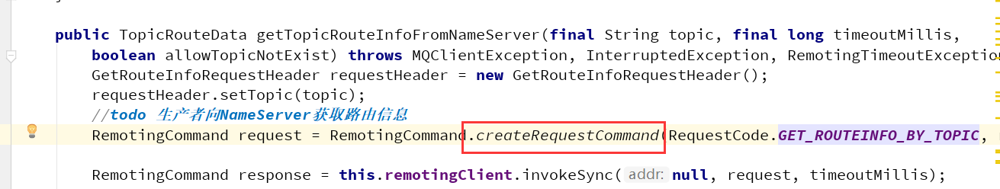 public TopicRouteData getTopicRouteInfoFromNameServer(final String topic, final long timeoutMillis,
boolean allowTopicNotExist) throws MQClientException, InterruptedException, RemotingTimeoutException
GetRouteInfoRequestHeader requestHeader = new GetRouteInfoRequestHeader();
requestHeader.setTopic(topic);
//todo 生产者向NameServer获取路由信息
RemotingCommand request = RemotingCommand.createRequestCommand(RequestCode.GET_ROUTEINFO_BY_TOPIC,
RemotingCommand response = this.remotingClient.invokeSync( addr: null, request, timeoutMillis);